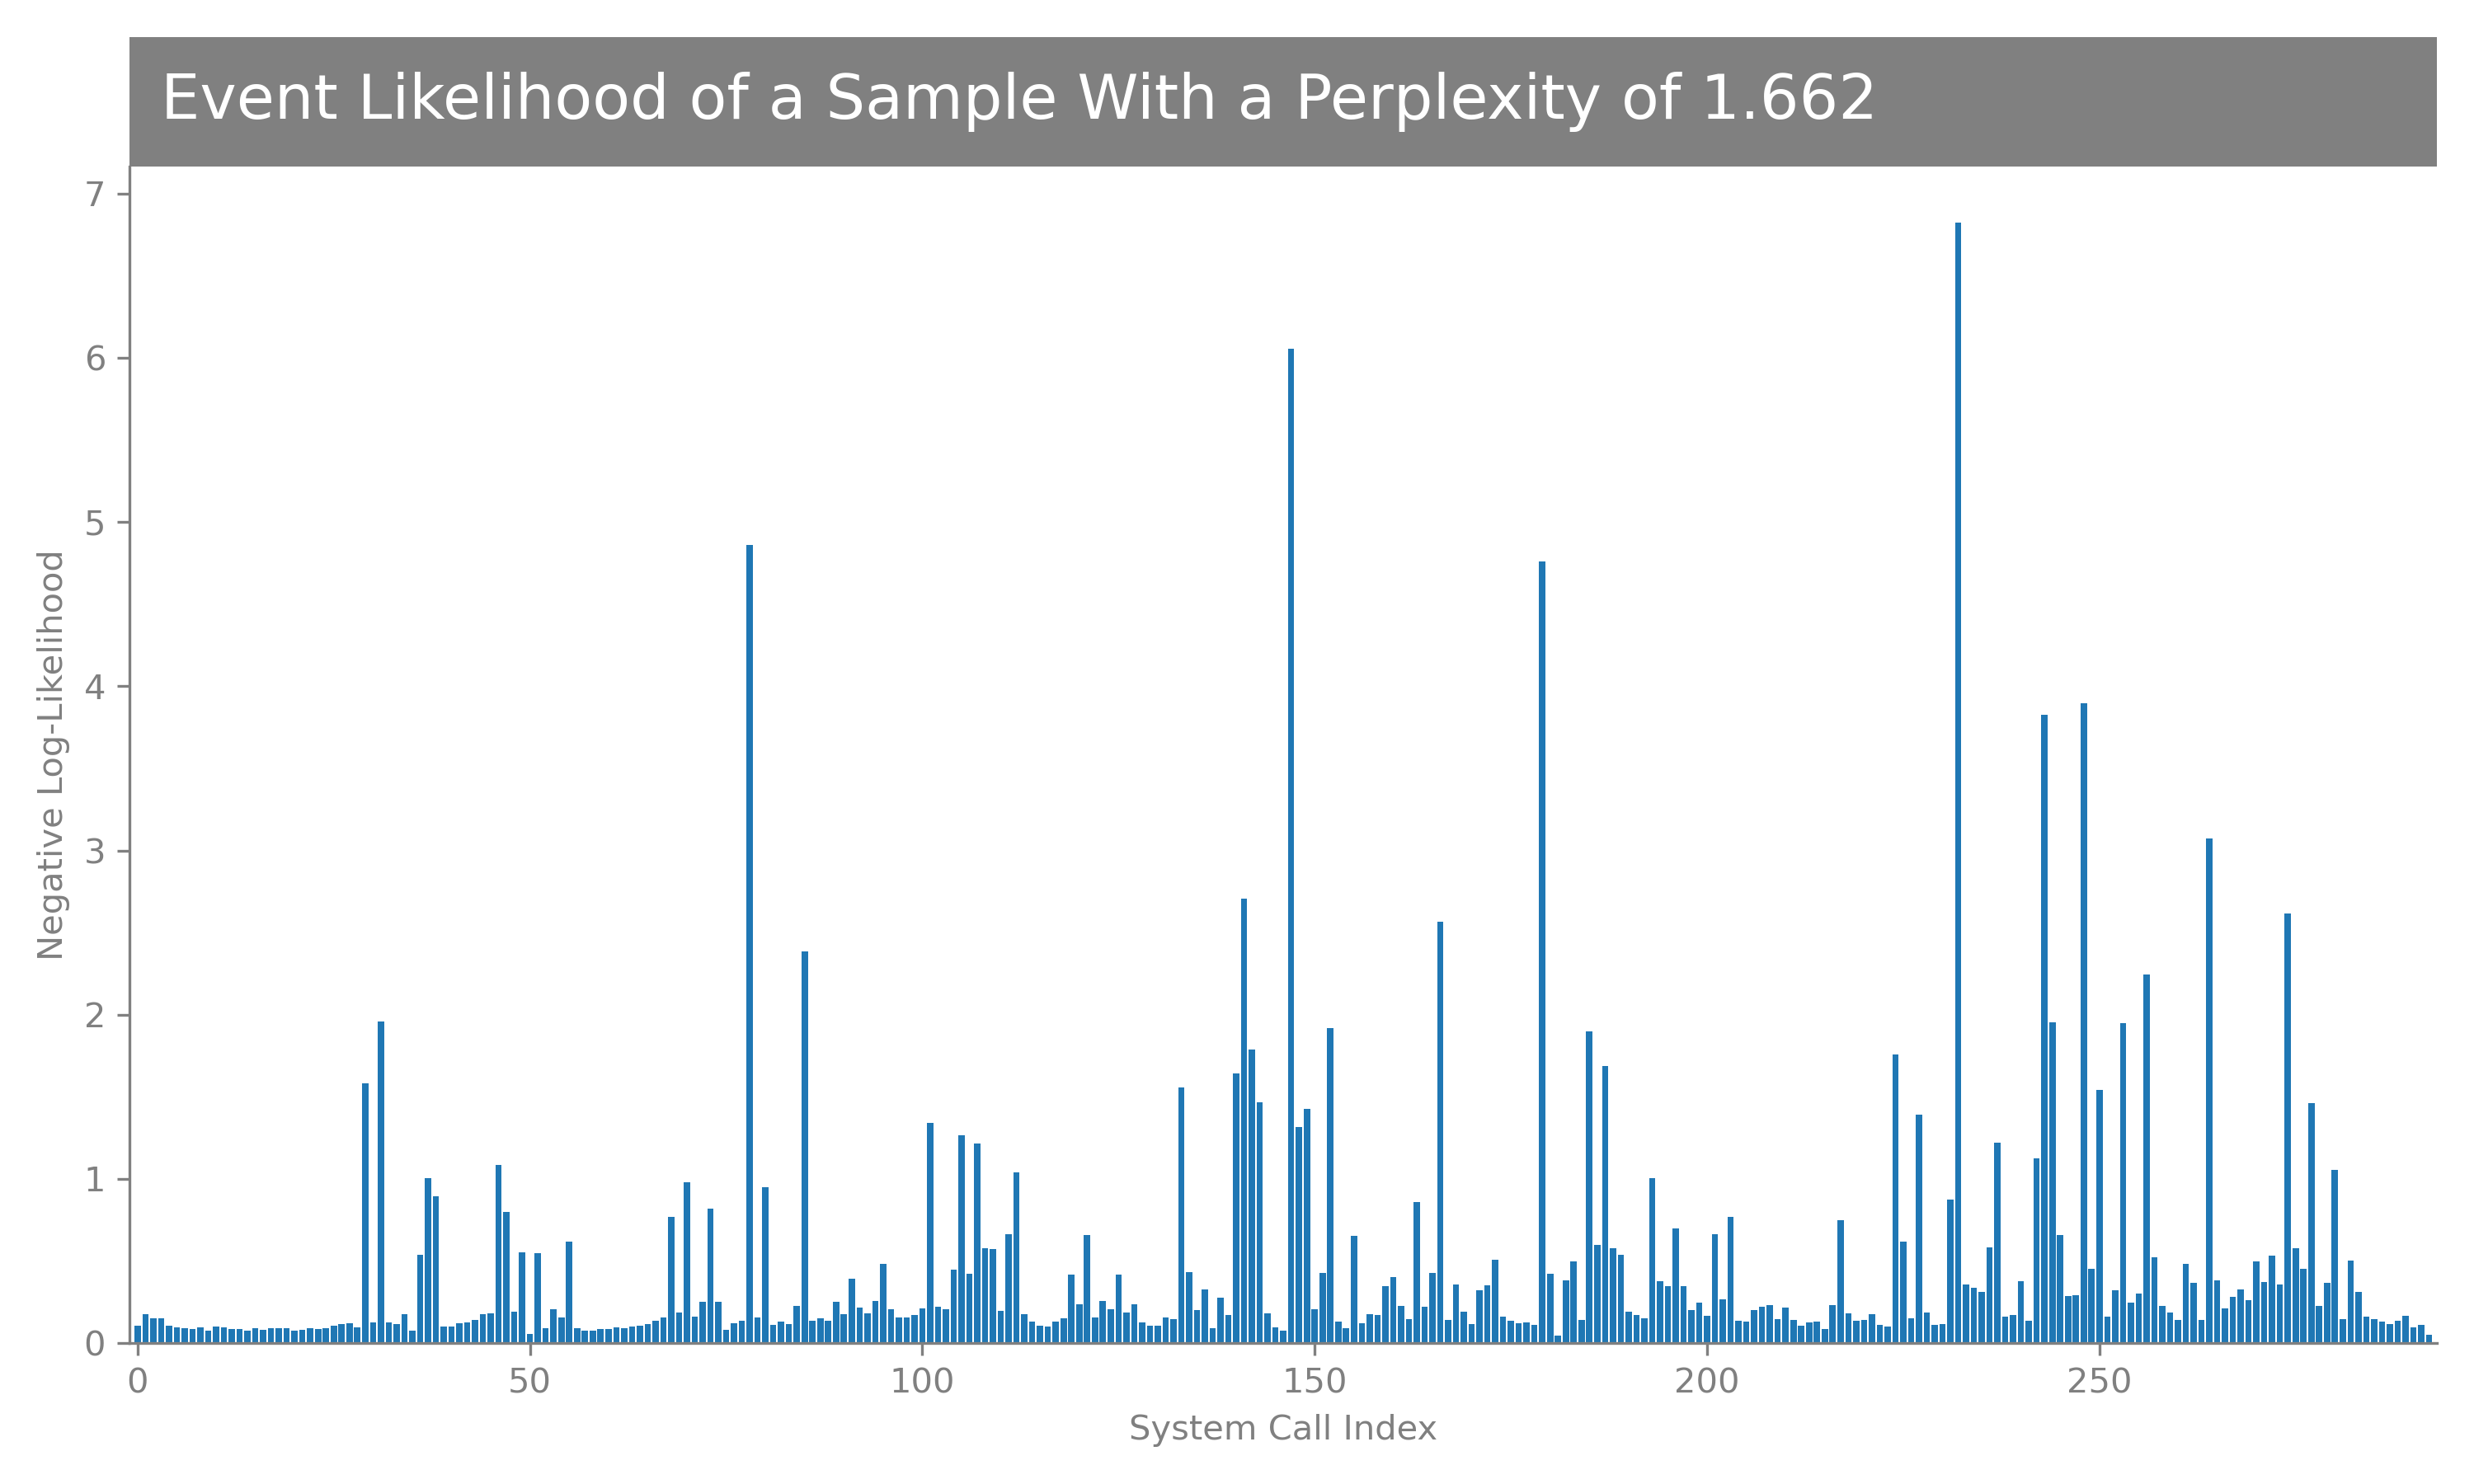 Event Likelihood of a Sample With a Perplexity of 1.662
7
6
5
4
3
2
1
0
Negative Log-Likelihood
0 50 100 150 200 250
System Call Index